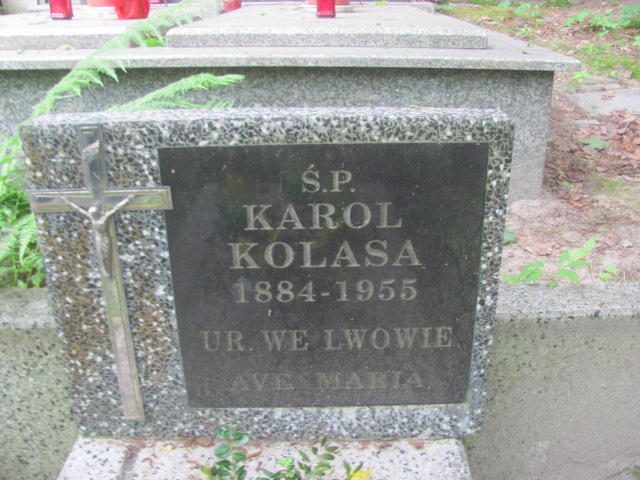 Ś.P.
KAROL
KOLASA
1884-1955
UR. WE LWOWIE
AVE MARIA